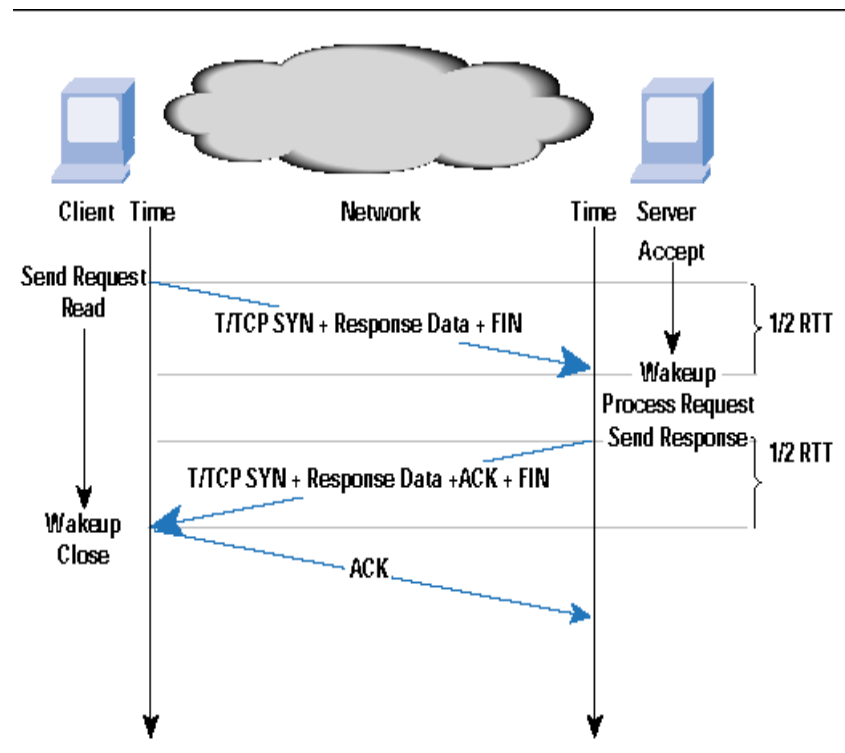 Client Time Network Time Server
Accept
Send Request
Read
T/TCP SYN + Response Data + FIN
1/2 RTT
Wakeup
Process Request
Send Response
1/2 RTT
T/TCP SYN + Response Data +ACK + FIN
Wakeup
Close
ACK